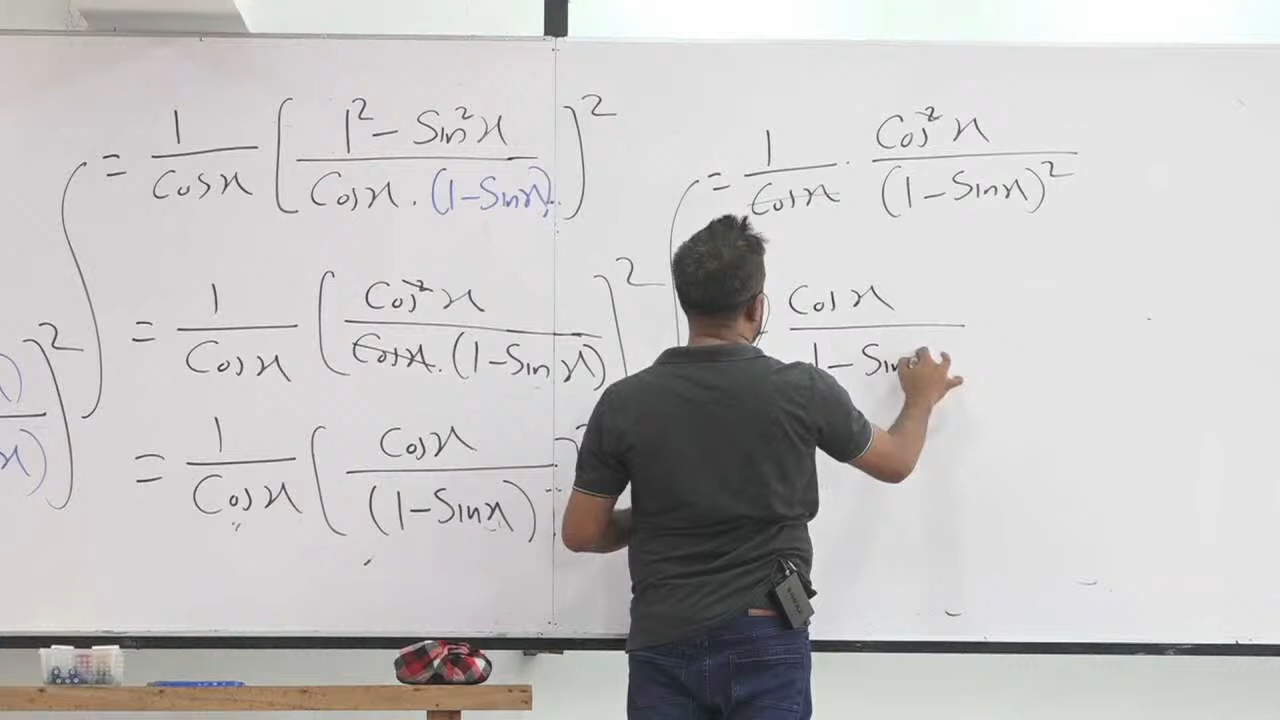 = 1/Cosx [ (1² - Sin²x) / (Cosx . (1-Sinx)) ]²
= 1/Cosx [ Cos²x / (Cosx . (1-Sinx)) ]²
= 1/Cosx ( Cosx / (1-Sinx) )²
= 1/Cosx . Cos²x / (1-Sinx)²
Cosx / 1-Sin